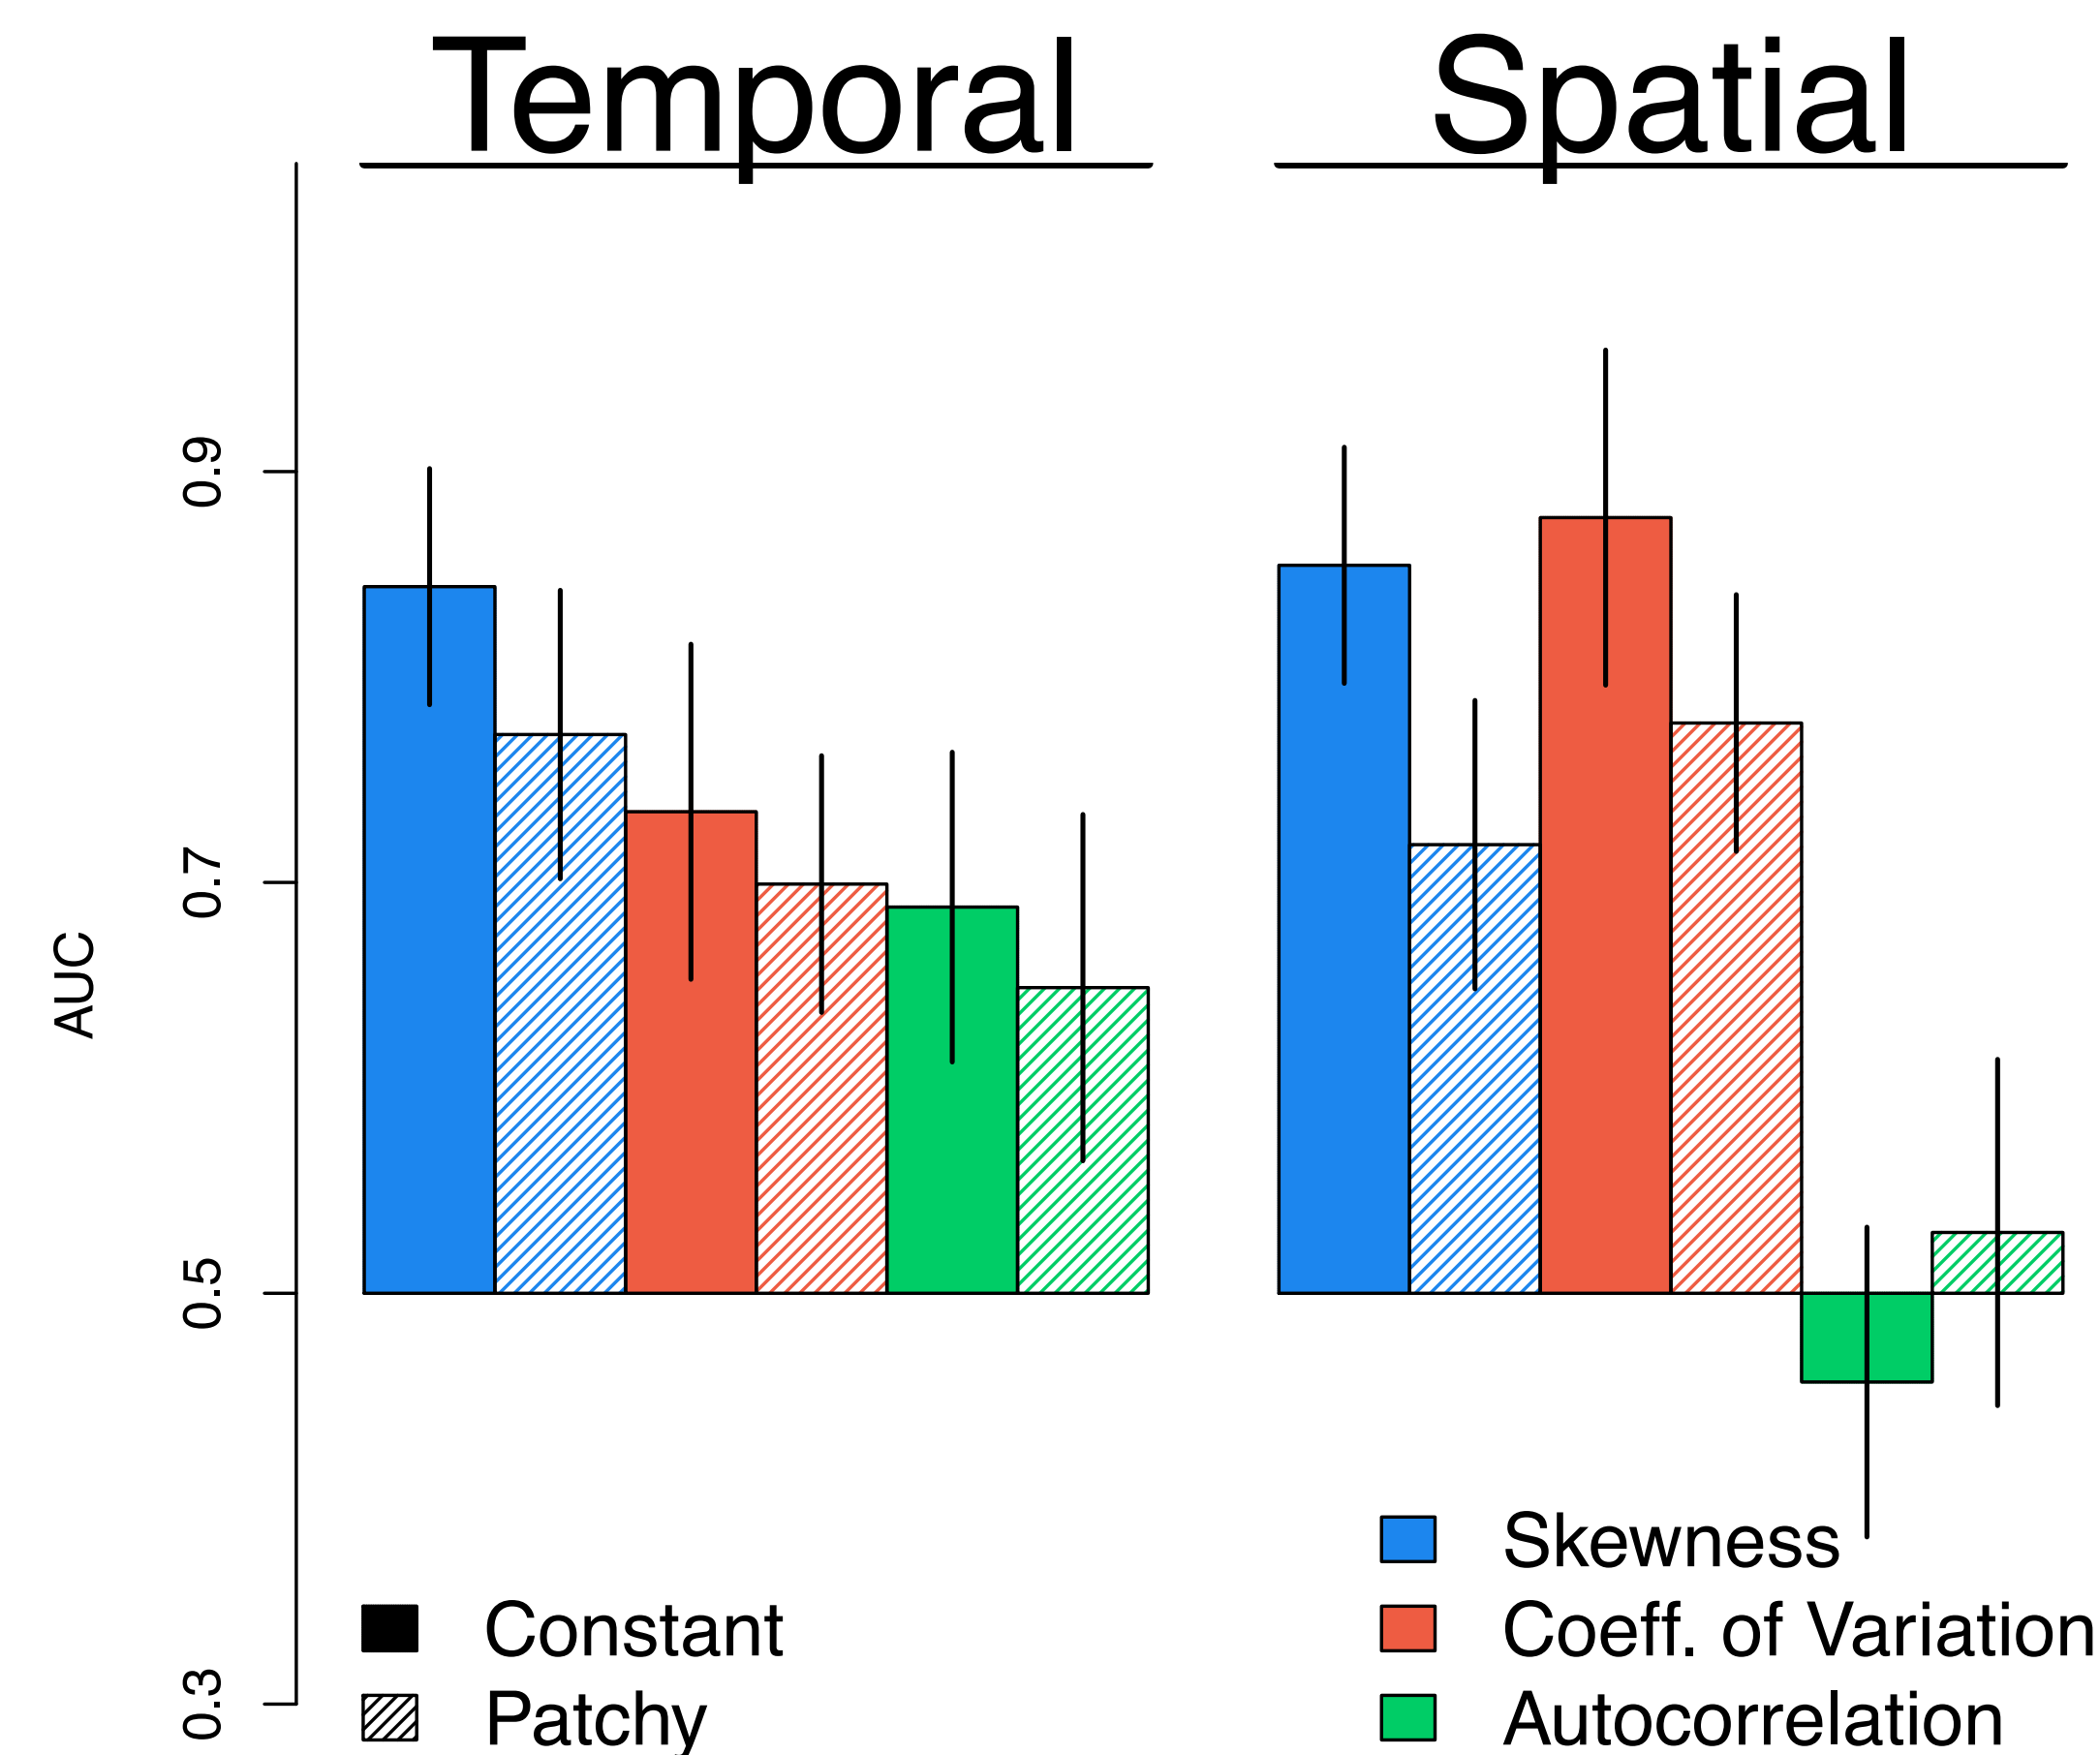 Temporal
Spatial
0.9
0.7
0.5
0.3
AUC
Constant
Patchy
Skewness
Coeff. of Variation
Autocorrelation